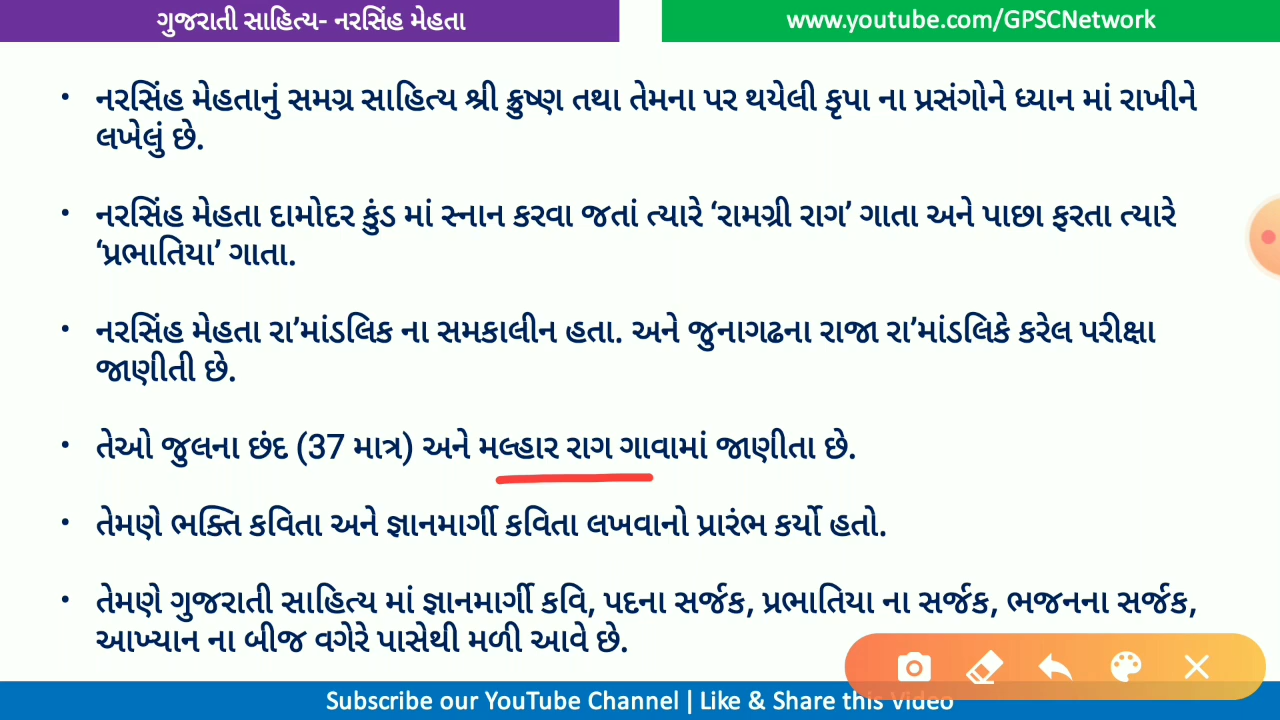 ગુજરાતી સાહિત્ય- નરસિંહ મેહતા
www.youtube.com/GPSCNetwork
• નરસિંહ મેહતાનું સમગ્ર સાહિત્ય શ્રી ક્રુષ્ણ તથા તેમના પર થયેલી કૃપા ના પ્રસંગોને ધ્યાન માં રાખીને
લખેલું છે.
• નરસિંહ મેહતા દામોદર કુંડ માં સ્નાન કરવા જતાં ત્યારે ‘રામગ્રી રાગ’ ગાતા અને પાછા ફરતા ત્યારે
‘પ્રભાતિયા’ ગાતા.
• નરસિંહ મેહતા રા’માંડલિક ના સમકાલીન હતા. અને જુનાગઢના રાજા રા’માંડલિકે કરેલ પરીક્ષા
જાણીતી છે.
• તેઓ જુલના છંદ (37 માત્ર) અને મલ્હાર રાગ ગાવામાં જાણીતા છે.
• તેમણે ભક્તિ કવિતા અને જ્ઞાનમાર્ગી કવિતા લખવાનો પ્રારંભ કર્યો હતો.
• તેમણે ગુજરાતી સાહિત્ય માં જ્ઞાનમાર્ગી કવિ, પદના સર્જક, પ્રભાતિયા ના સર્જક, ભજનના સર્જક,
આખ્યાન ના બીજ વગેરે પાસેથી મળી આવે છે.
Subscribe our YouTube Channel | Like & Share this Video